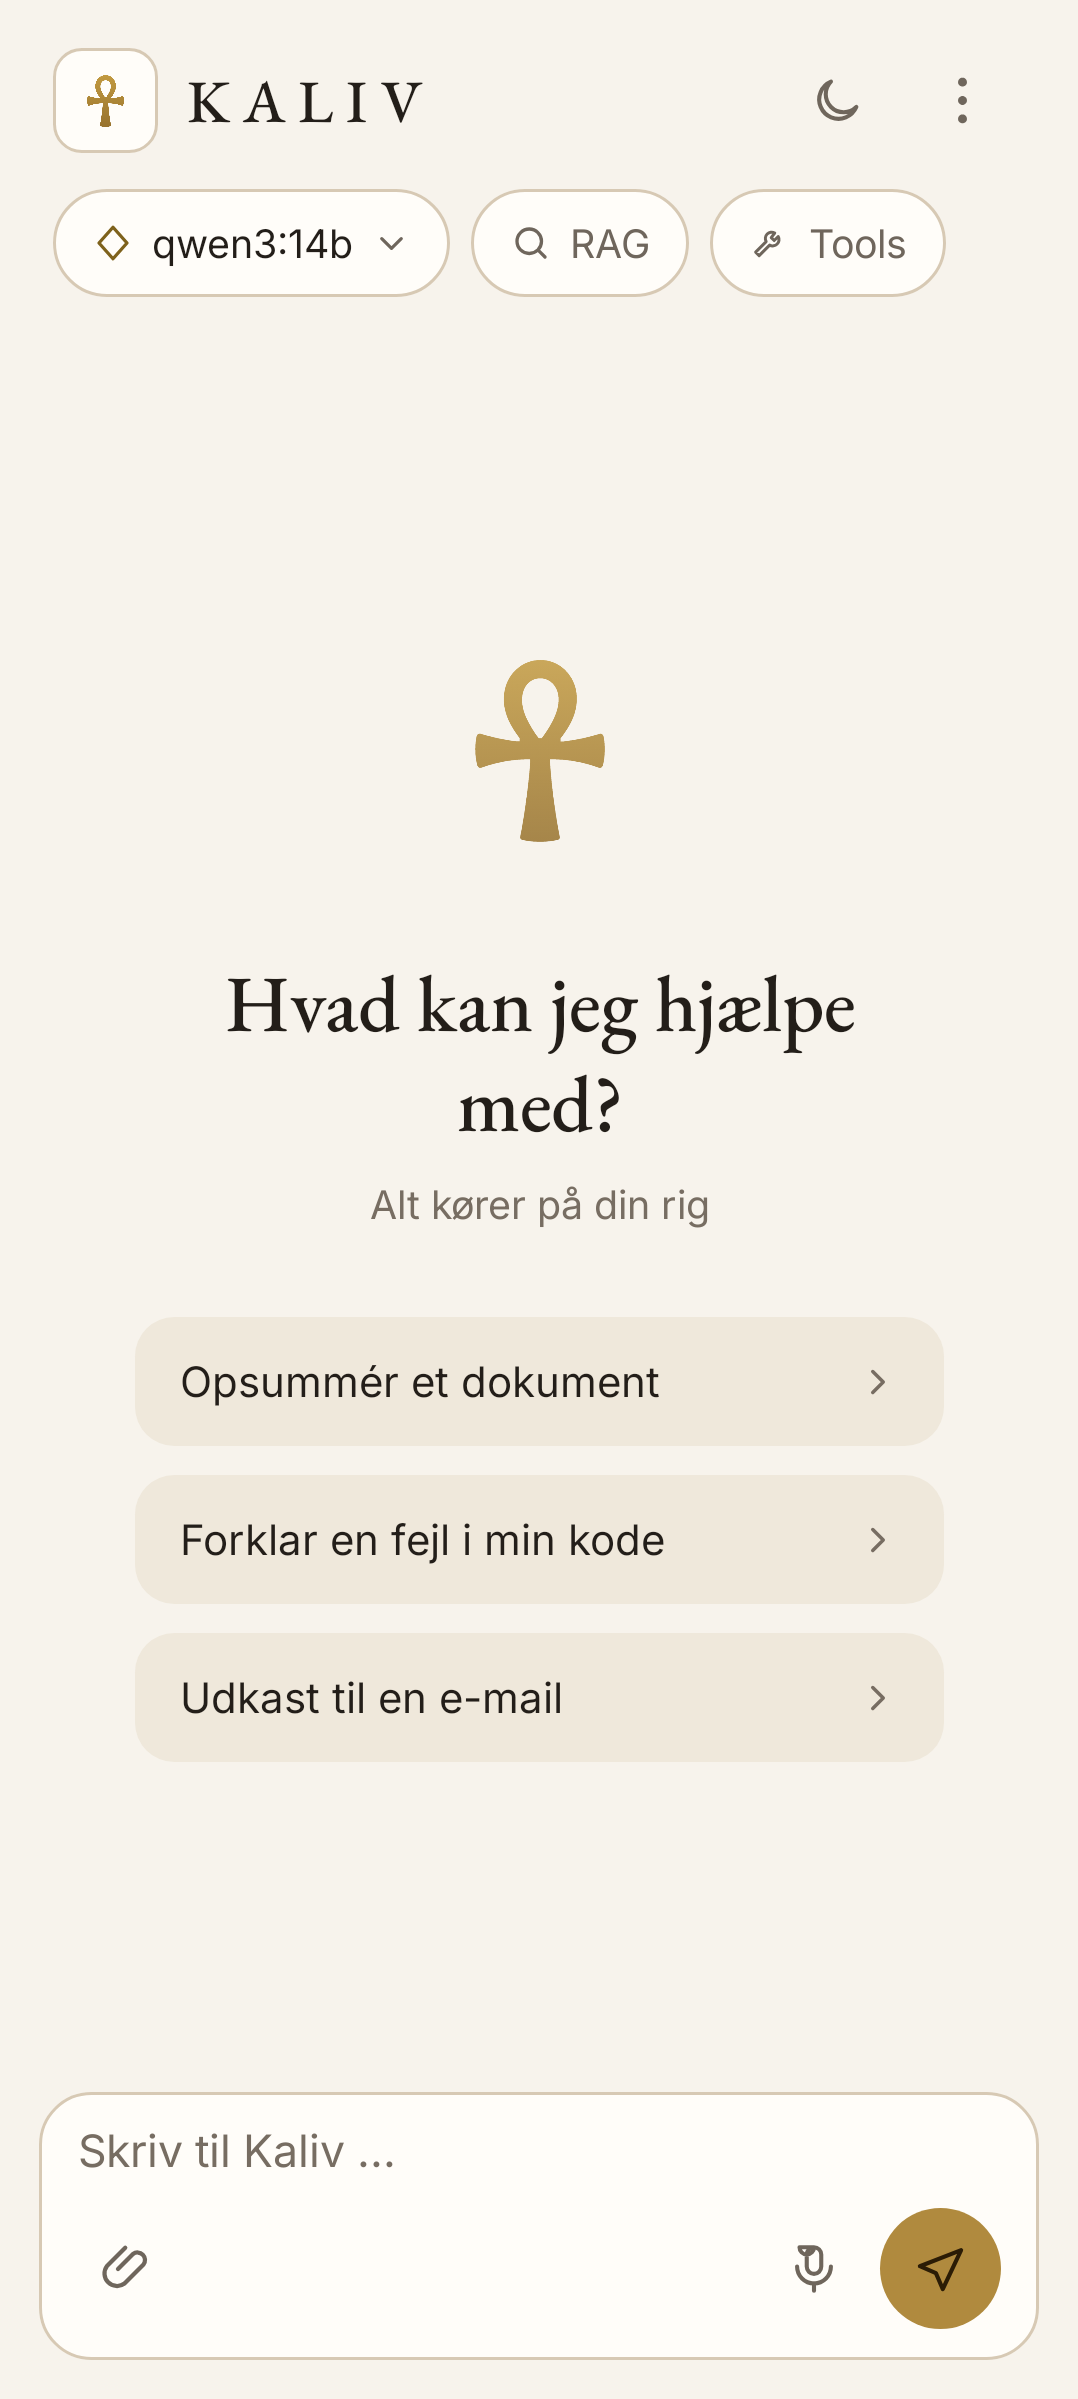 KALIV
qwen3:14b
RAG
Tools
Hvad kan jeg hjælpe
med?
Alt kører på din rig
Opsummér et dokument
Forklar en fejl i min kode
Udkast til en e-mail
Skriv til Kaliv ...